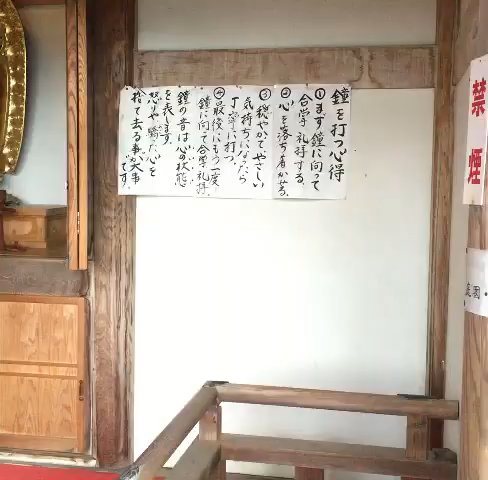 鐘を打つ心得
①まず鐘に向って
合掌礼拝する。
②心を落ち着かせる。
③穏やかでやさしい
気持ちになったら
丁寧に打つ。
④最後にもう一度
鐘に向って合掌礼拝。
鐘の音は心の状態
を表します。
怒りや驕た心を
捨て去る事が大事
です。
禁煙